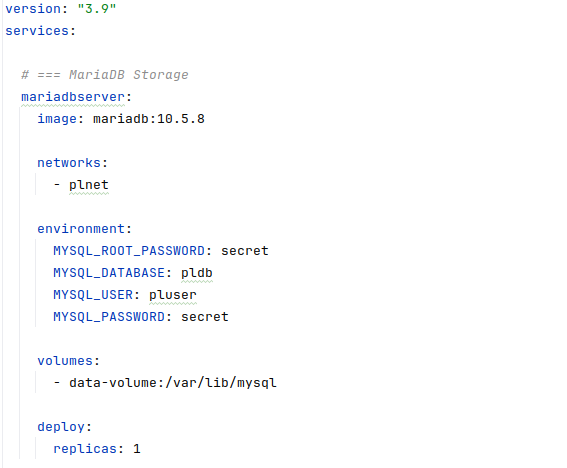 version: "3.9"
services:
  # === MariaDB Storage
  mariadbserver:
    image: mariadb:10.5.8
    networks:
      - plnet
    environment:
      MYSQL_ROOT_PASSWORD: secret
      MYSQL_DATABASE: pldb
      MYSQL_USER: pluser
      MYSQL_PASSWORD: secret
    volumes:
      - data-volume:/var/lib/mysql
    deploy:
      replicas: 1